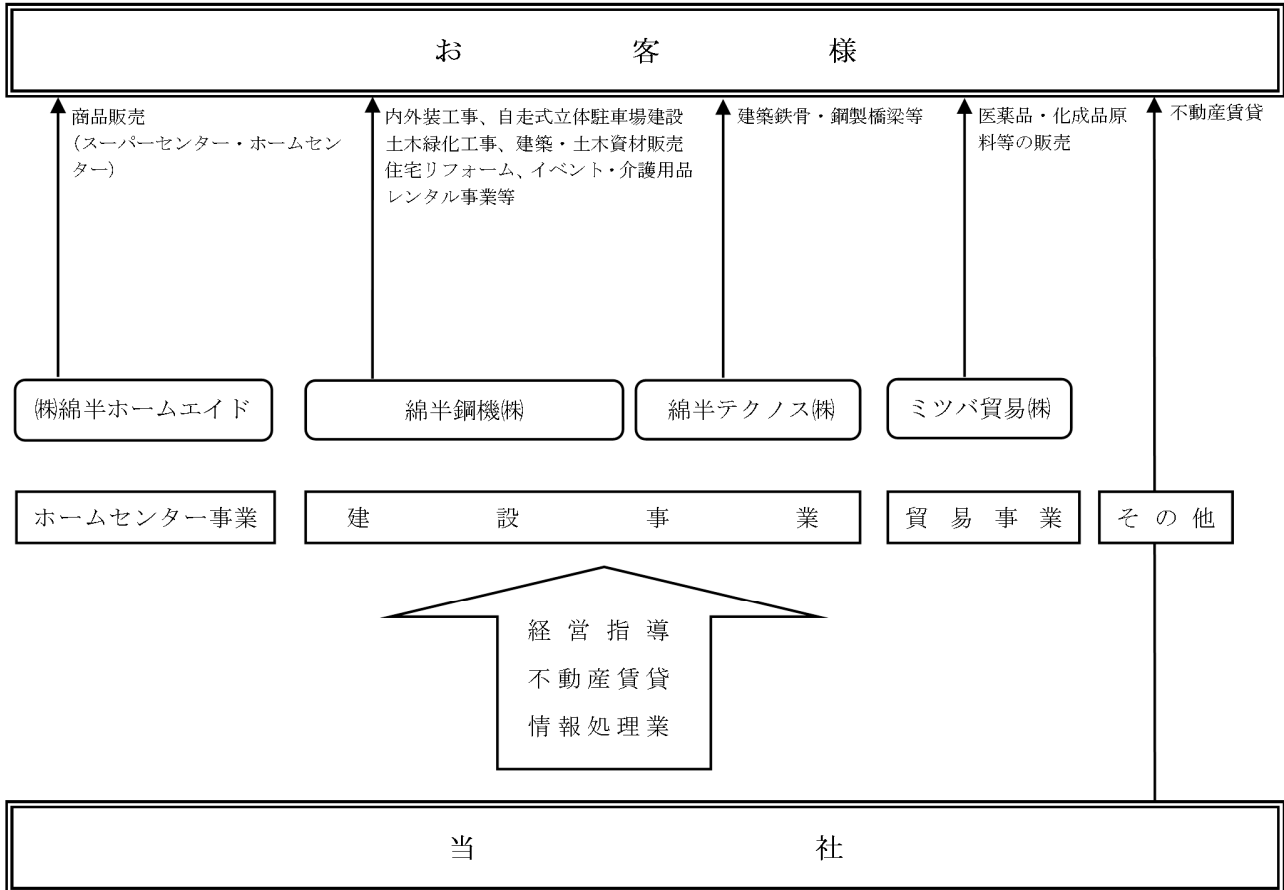 お客様
商品販売
(スーパーセンター・ホームセン
ター)
内外装工事、自走式立体駐車場建設
土木緑化工事、建築・土木資材販売
住宅リフォーム、イベント・介護用品
レンタル事業等
建築鉄骨・鋼製橋梁等
医薬品・化成品原
料等の販売
不動産賃貸
㈱綿半ホームエイド
綿半鋼機㈱
綿半テクノス㈱
ミツバ貿易㈱
ホームセンター事業
建設事業
貿易事業
その他
経営指導
不動産賃貸
情報処理業
当社